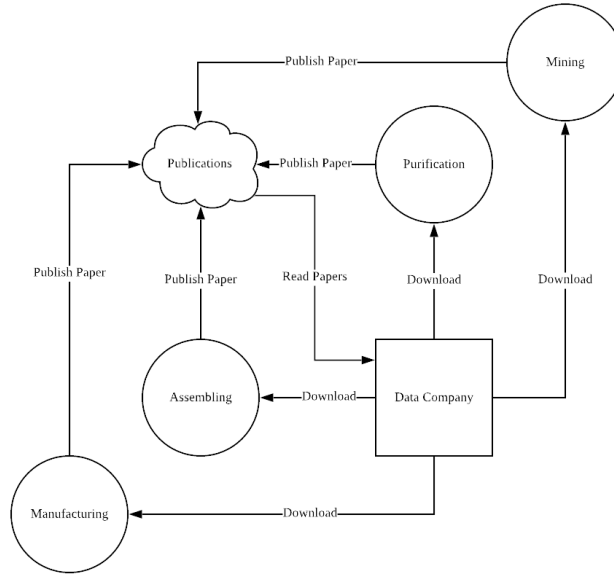 Publish Paper
Mining
Publications
Publish Paper
Purification
Publish Paper
Publish Paper
Read Papers
Download
Download
Assembling
Download
Data Company
Manufacturing
Download